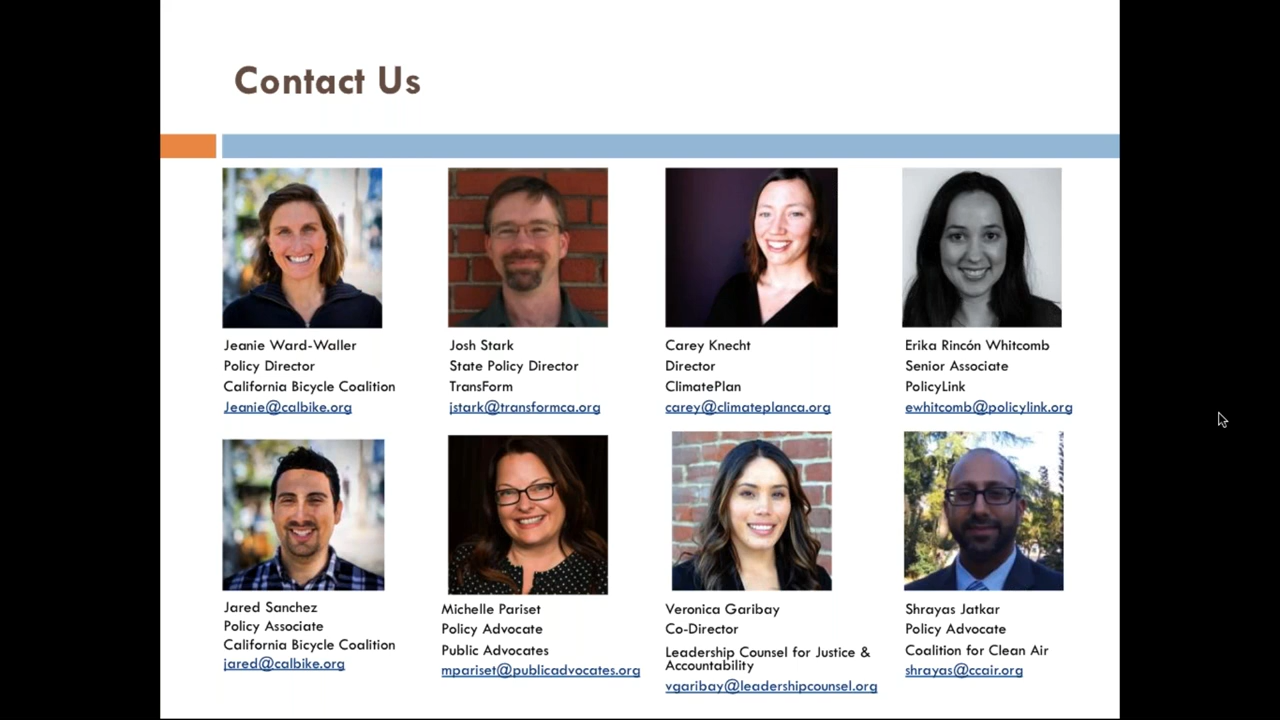 Contact Us
Jeanie Ward-Waller
Policy Director
California Bicycle Coalition
Jeanie@calbike.org
Josh Stark
State Policy Director
TransForm
jstark@transformca.org
Carey Knecht
Director
ClimatePlan
carey@climateplanca.org
Erika Rincón Whitcomb
Senior Associate
PolicyLink
ewhitcomb@policylink.org
Jared Sanchez
Policy Associate
California Bicycle Coalition
jared@calbike.org
Michelle Pariset
Policy Advocate
Public Advocates
mpariset@publicadvocates.org
Veronica Garibay
Co-Director
Leadership Counsel for Justice &
Accountability
vgaribay@leadershipcounsel.org
Shrayas Jatkar
Policy Advocate
Coalition for Clean Air
shrayas@ccair.org